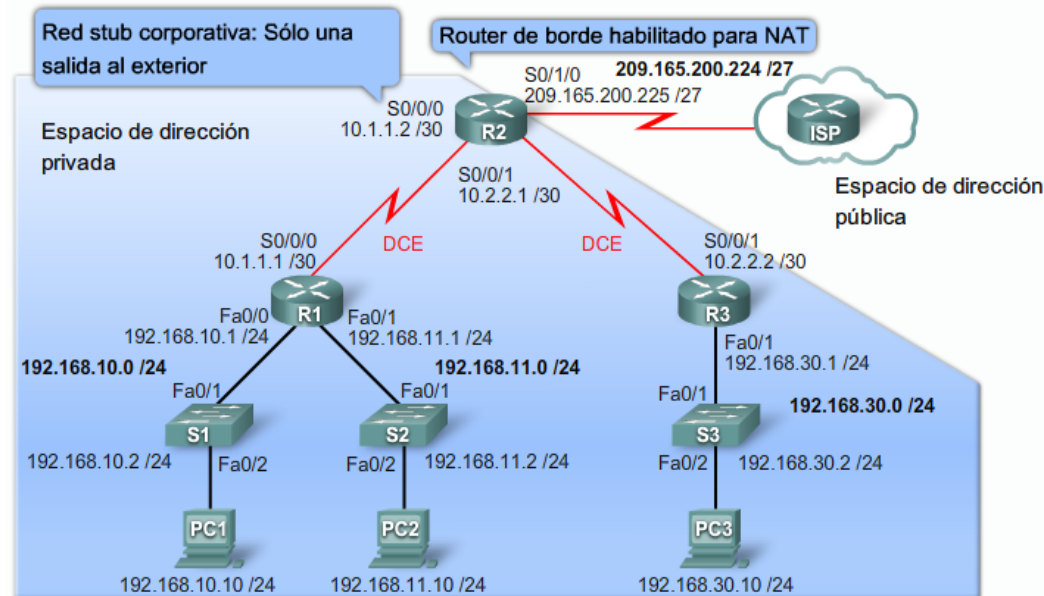 Red stub corporativa: Sólo una
salida al exterior
Router de borde habilitado para NAT
S0/1/0
209.165.200.224 /27
209.165.200.225 /27
S0/0/0
10.1.1.2 /30
R2
ISP
Espacio de dirección
privada
S0/0/1
10.2.2.1 /30
Espacio de dirección
pública
S0/0/0
10.1.1.1 /30
DCE
DCE
S0/0/1
10.2.2.2 /30
R1
R3
Fa0/0
192.168.10.1 /24
Fa0/1
192.168.11.1 /24
Fa0/1
192.168.30.1 /24
192.168.10.0 /24
192.168.11.0 /24
192.168.30.0 /24
Fa0/1
Fa0/1
Fa0/1
S1
S2
S3
192.168.10.2 /24
Fa0/2
Fa0/2
192.168.11.2 /24
Fa0/2
192.168.30.2 /24
PC1
PC2
PC3
192.168.10.10 /24
192.168.11.10 /24
192.168.30.10 /24